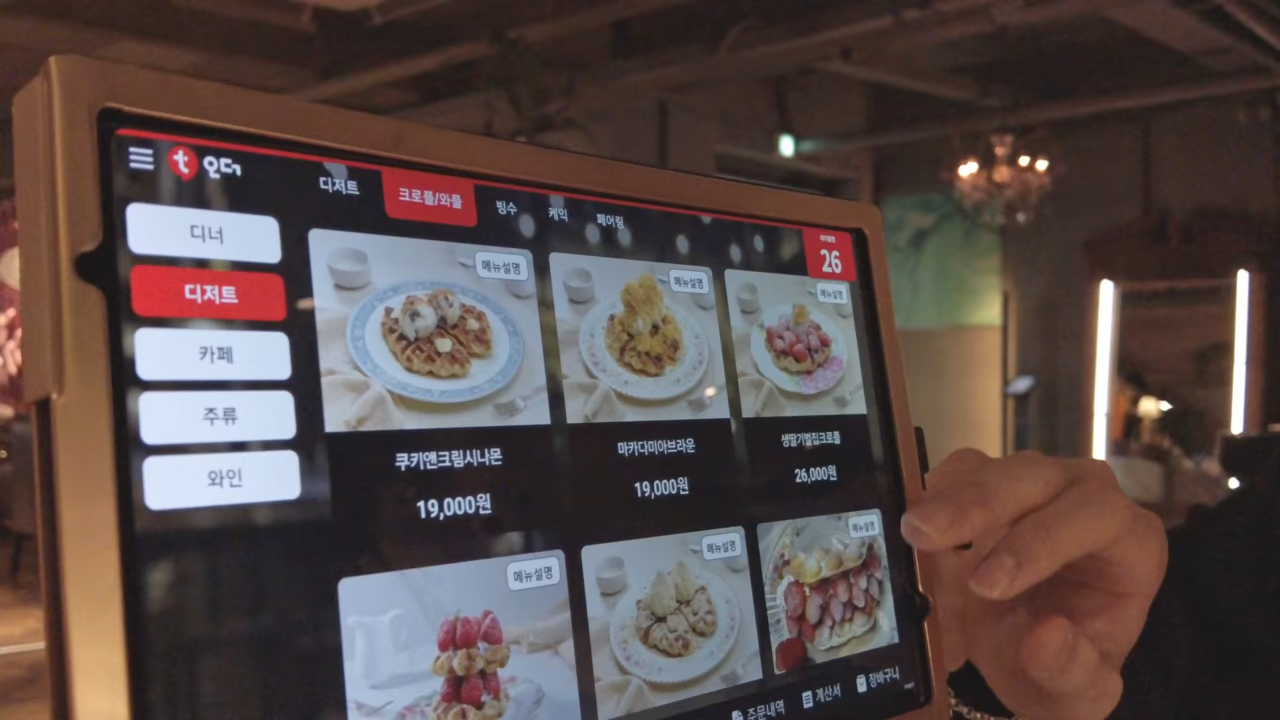 t 오더
디저트
크로플/와플
빙수
케익
페어링
26
디너
디저트
카페
주류
와인
메뉴설명
메뉴설명
메뉴설명
쿠키앤크림시나몬
19,000원
마카다미아브라운
19,000원
생딸기벌집크로플
26,000원
메뉴설명
메뉴설명
메뉴설명
주문내역
계산서
장바구니